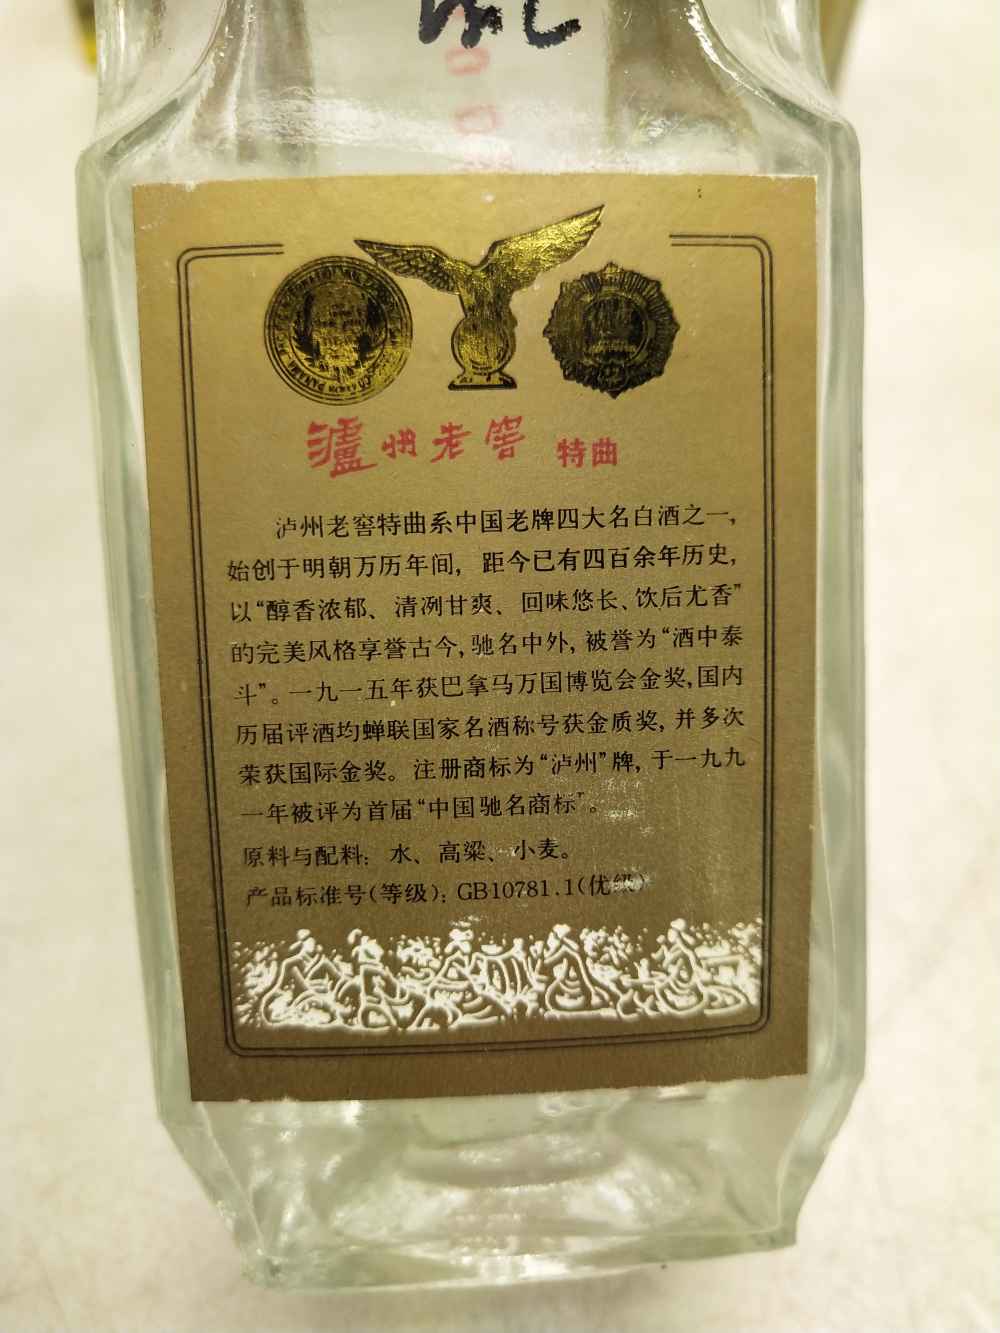 泸州老窖 特曲
泸州老窖特曲系中国老牌四大名白酒之一,
始创于明朝万历年间, 距今已有四百余年历史,
以“醇香浓郁、清冽甘爽、回味悠长、饮后尤香”
的完美风格享誉古今, 驰名中外, 被誉为“酒中泰
斗”。一九一五年获巴拿马万国博览会金奖,国内
历届评酒均蝉联国家名酒称号获金质奖, 并多次
荣获国际金奖。注册商标为“泸州”牌, 于一九九
一年被评为首届“中国驰名商标”。
原料与配料: 水、高粱、小麦。
产品标准号(等级): GB10781.1(优级)